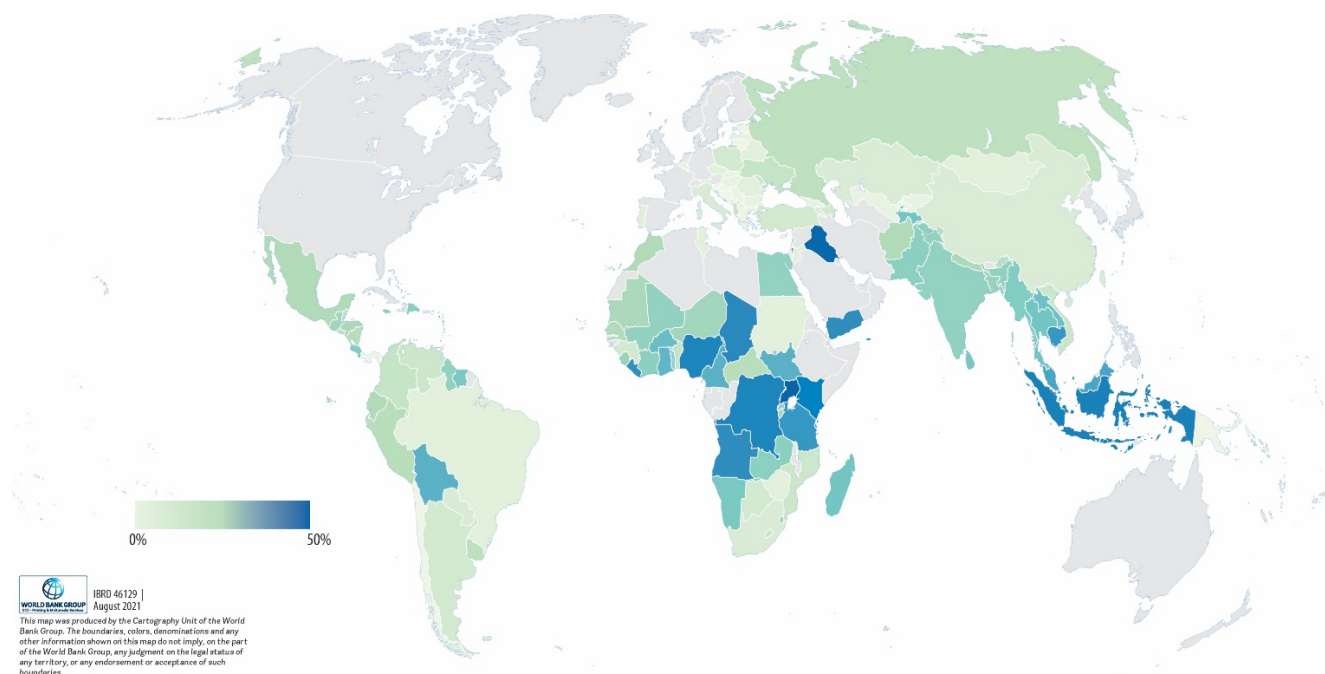 0%
50%
WORLD BANK GROUP
IBRD 46129 |
August 2021
This map was produced by the Cartography Unit of the World
Bank Group. The boundaries, colors, denominations and any
other information shown on this map do not imply, on the part
of the World Bank Group, any judgment on the legal status of
any territory, or any endorsement or acceptance of such
boundaries.